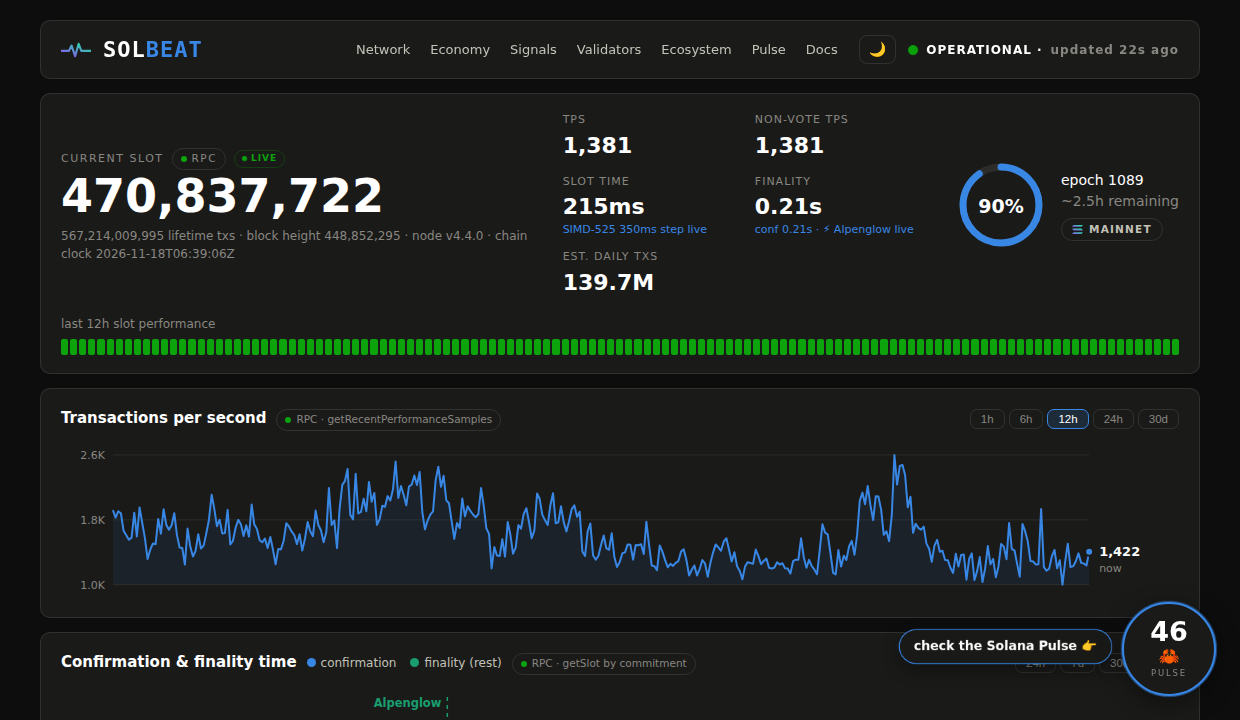 SOLBEAT
Network Economy Signals Validators Ecosystem Pulse Docs
OPERATIONAL · updated 22s ago
CURRENT SLOT RPC LIVE
470,837,722
567,214,009,995 lifetime txs · block height 448,852,295 · node v4.4.0 · chain
clock 2026-11-18T06:39:06Z
TPS
1,381
NON-VOTE TPS
1,381
SLOT TIME
215ms
SIMD-525 350ms step live
FINALITY
0.21s
conf 0.21s · ⚡ Alpenglow live
EST. DAILY TXS
139.7M
90%
epoch 1089
~2.5h remaining
MAINNET
last 12h slot performance
Transactions per second RPC · getRecentPerformanceSamples
1h 6h 12h 24h 30d
2.6K
1.8K
1.0K
1,422
now
Confirmation & finality time confirmation finality (rest) RPC · getSlot by commitment
Alpenglow
check the Solana Pulse 👉
46
PULSE